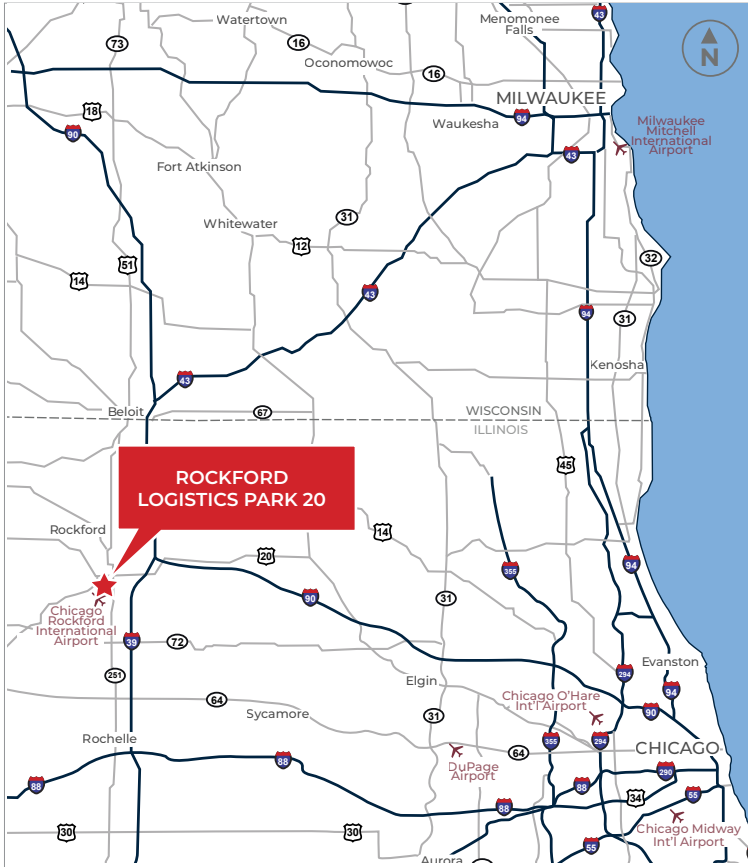 Watertown
Menomonee
Falls
43
N
73
16
Oconomowoc
16
MILWAUKEE
18
Waukesha
94
Milwaukee
Mitchell
International
Airport
90
43
Fort Atkinson
31
Whitewater
12
32
51
14
43
94
31
Kenosha
43
Beloit
67
WISCONSIN
ILLINOIS
45
ROCKFORD
LOGISTICS PARK 20
Rockford
14
20
94
355
90
31
Chicago
Rockford
International
Airport
39
72
251
Evanston
294
Elgin
94
64
Chicago O'Hare
Int'l Airport
90
Sycamore
31
Rochelle
355
294
64
CHICAGO
88
DuPage
Airport
290
88
88
34
55
88
Chicago Midway
Int'l Airport
30
30
55
Aurora